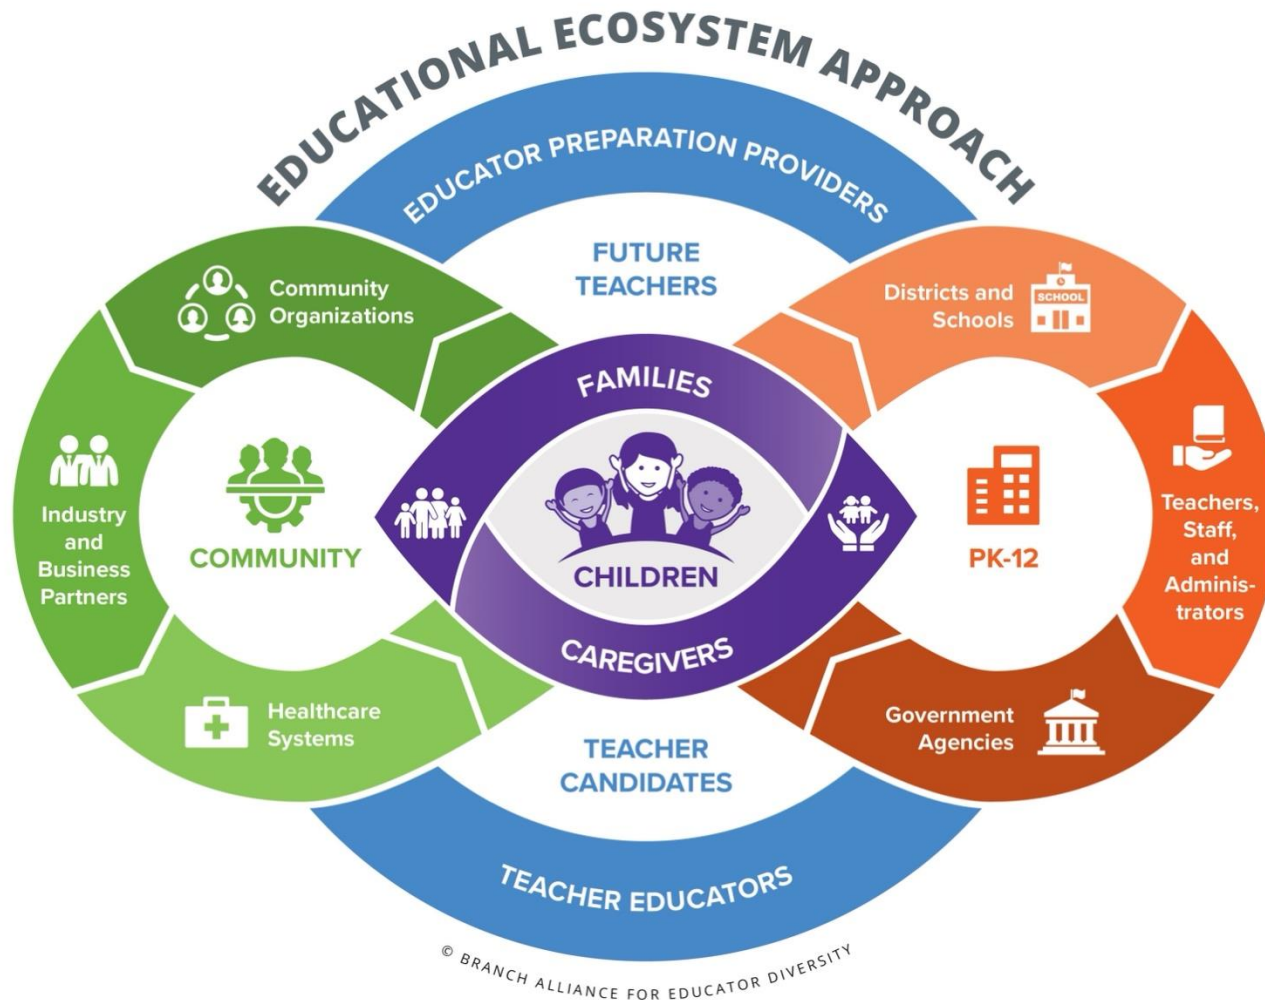 EDUCATIONAL ECOSYSTEM APPROACH
EDUCATOR PREPARATION PROVIDERS
FUTURE
TEACHERS
Community
Organizations
Districts and
Schools
SCHOOL
FAMILIES
Industry
and
Business
Partners
COMMUNITY
CHILDREN
PK-12
Teachers,
Staff,
and
Adminis-
trators
CAREGIVERS
Healthcare
Systems
Government
Agencies
TEACHER
CANDIDATES
TEACHER EDUCATORS
© BRANCH ALLIANCE FOR EDUCATOR DIVERSITY